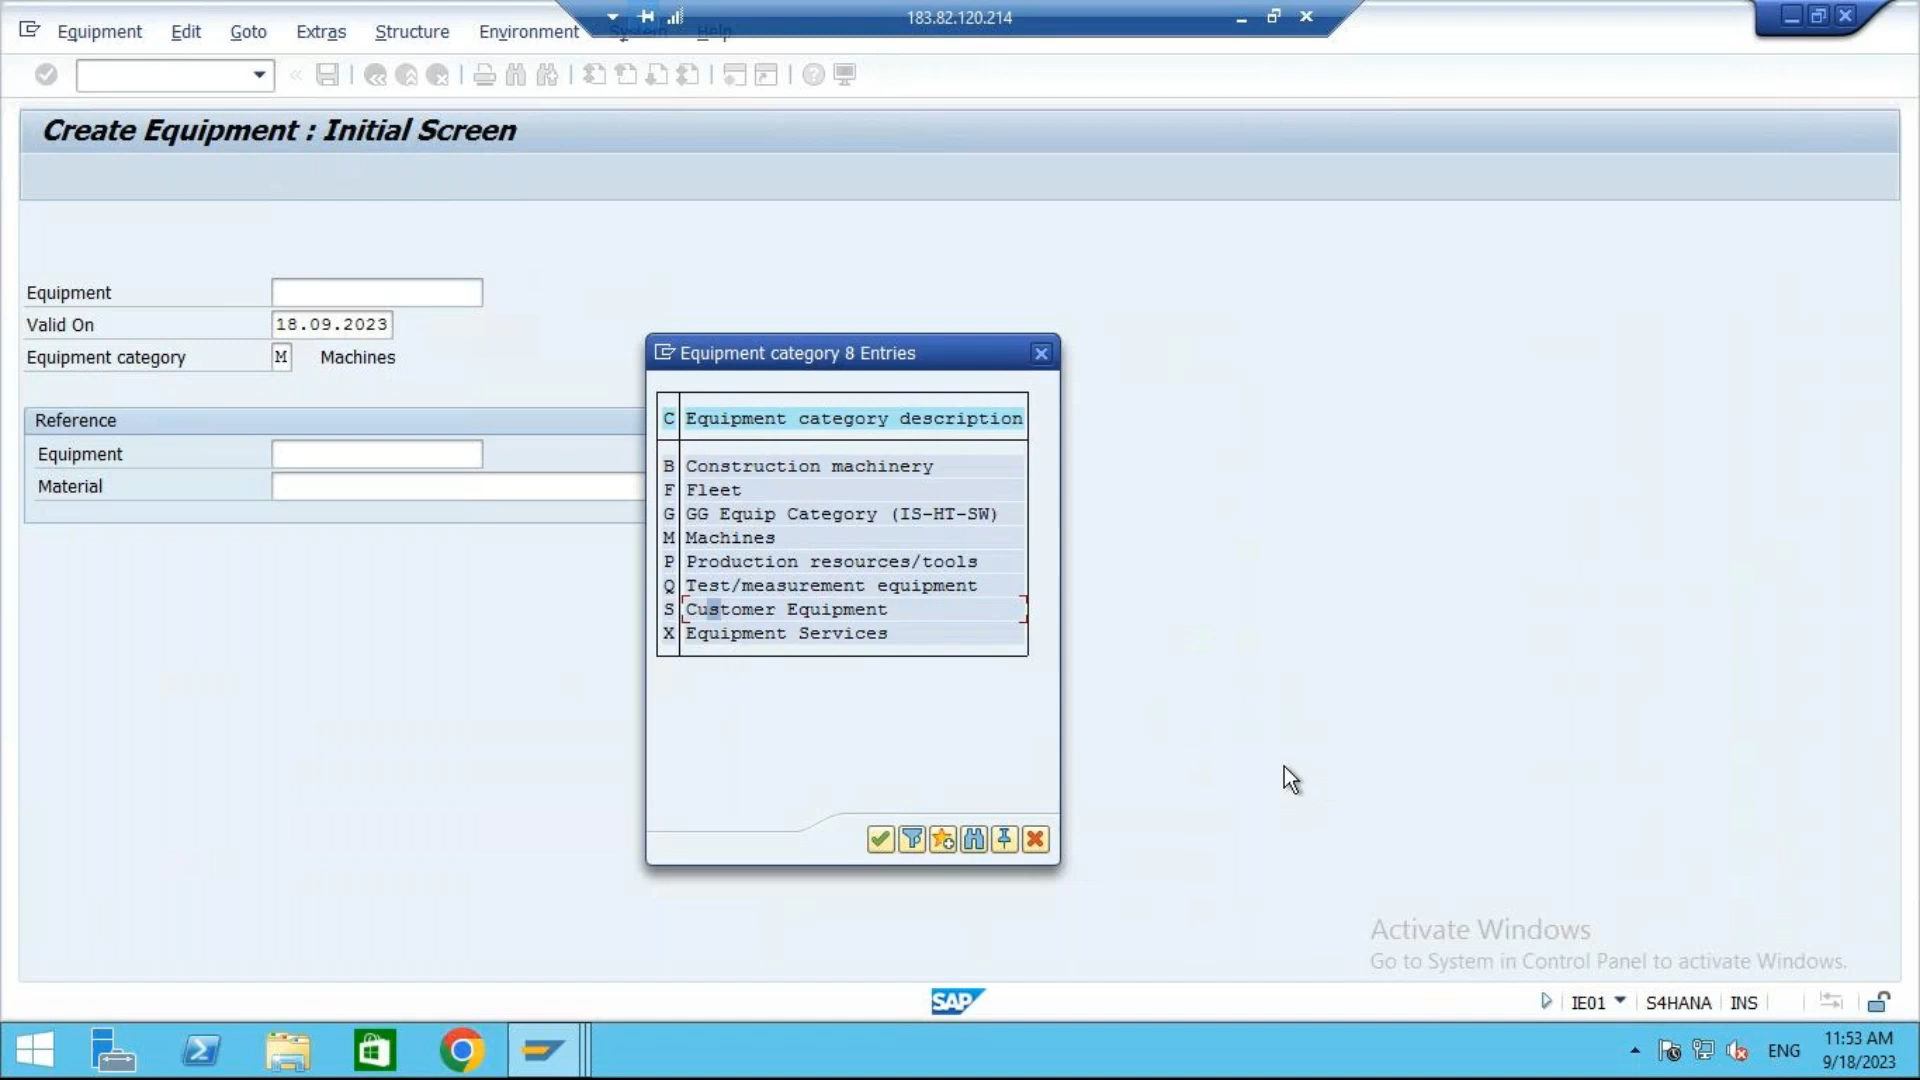 183.82.120.214
Equipment Edit Goto Extras Structure Environment System Help
Create Equipment : Initial Screen
Equipment
Valid On 18.09.2023
Equipment category M Machines
Reference
Equipment
Material
Equipment category 8 Entries
C Equipment category description
B Construction machinery
F Fleet
G GG Equip Category (IS-HT-SW)
M Machines
P Production resources/tools
Q Test/measurement equipment
S Customer Equipment
X Equipment Services
Activate Windows
Go to System in Control Panel to activate Windows.
SAP
IE01 S4HANA INS
ENG
11:53 AM
9/18/2023